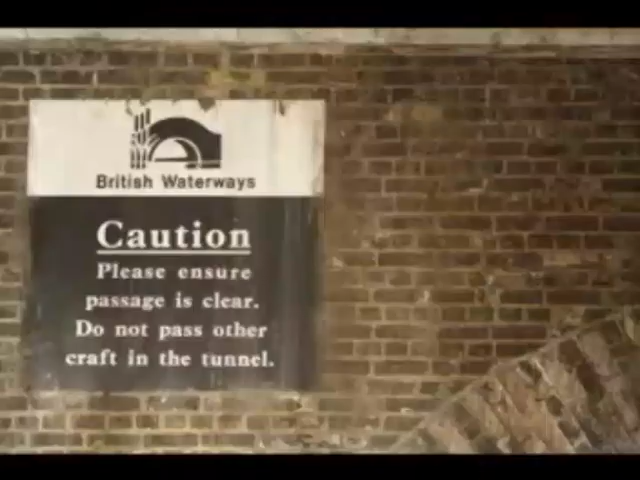 British Waterways
Caution
Please ensure
passage is clear.
Do not pass other
craft in the tunnel.